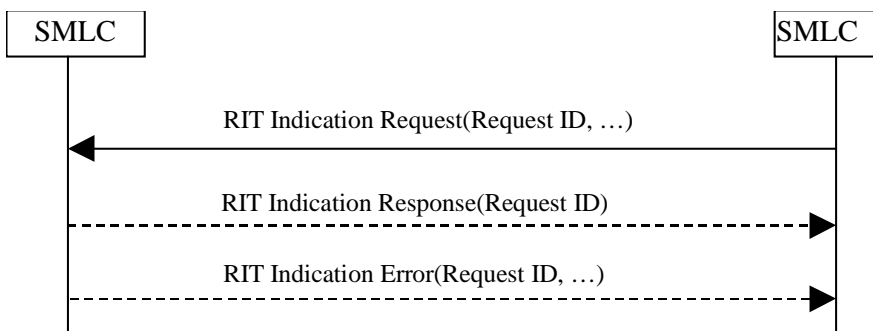 SMLC
SMLC
RIT Indication Request(Request ID, …)
RIT Indication Response(Request ID)
RIT Indication Error(Request ID, …)